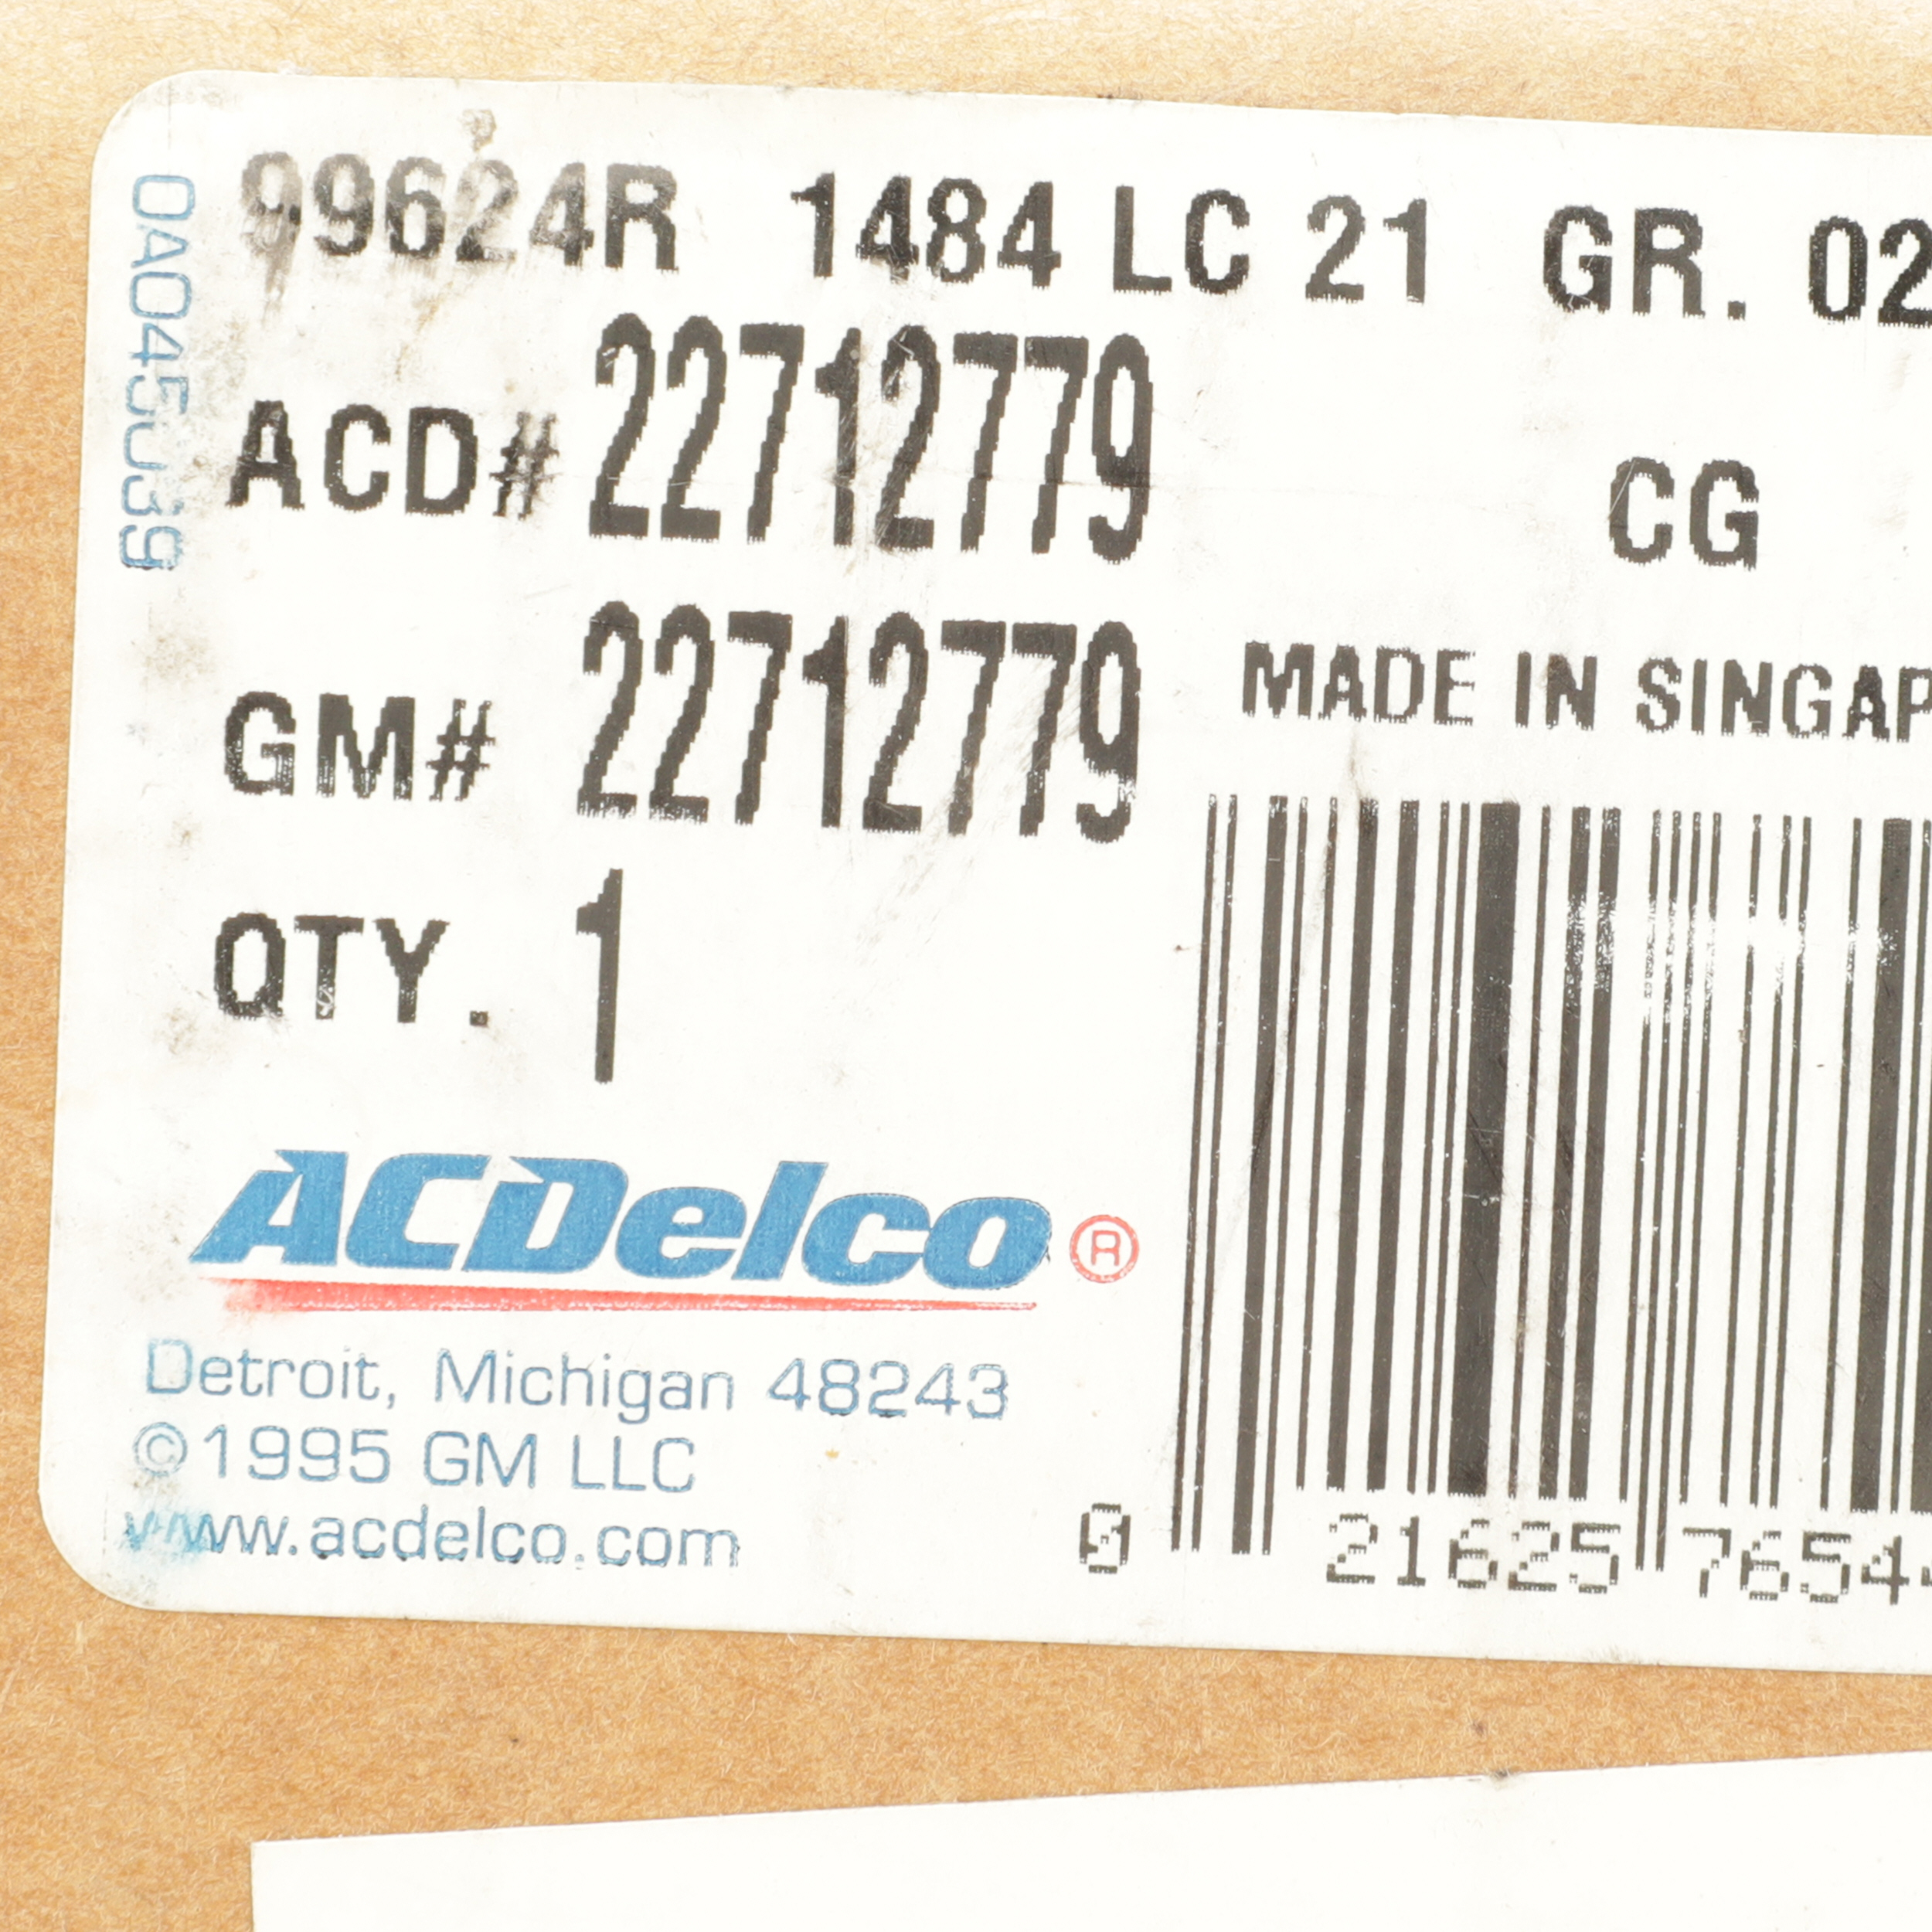 99624R 1484 LC 21 GR. 02
0A045039
ACD# 22712779
CG
GM# 22712779
MADE IN SINGAP
QTY. 1
ACDelco®
Detroit, Michigan 48243
©1995 GM LLC
www.acdelco.com
0 21625 7654